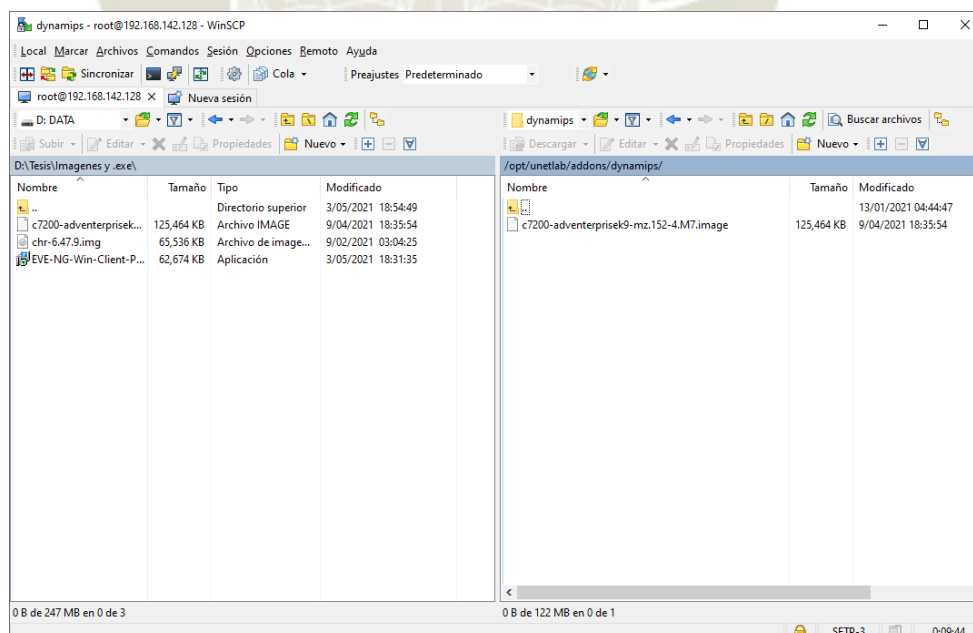 dynamips - root@192.168.142.128 - WinSCP
Local Marcar Archivos Comandos Sesión Opciones Remoto Ayuda
Sincronizar Cola Preajustes Predeterminado
root@192.168.142.128 Nueva sesión
D: DATA dynamips Buscar archivos
Subir Editar Propiedades Nuevo Descargar Editar Propiedades Nuevo
D:\Tesis\Imagenes y .exe\ /opt/unetlab/addons/dynamips/
Nombre Tamaño Tipo Modificado Nombre Tamaño Modificado
.. Directorio superior 3/05/2021 18:54:49 .. 13/01/2021 04:44:47
c7200-adventerprisek... 125,464 KB Archivo IMAGE 9/04/2021 18:35:54 c7200-adventerprisek9-mz.152-4.M7.image 125,464 KB 9/04/2021 18:35:54
chr-6.47.9.img 65,536 KB Archivo de image... 9/02/2021 03:04:25
EVE-NG-Win-Client-P... 62,674 KB Aplicación 3/05/2021 18:31:35
0 B de 247 MB en 0 de 3 0 B de 122 MB en 0 de 1
SFTP-3 0:09:44